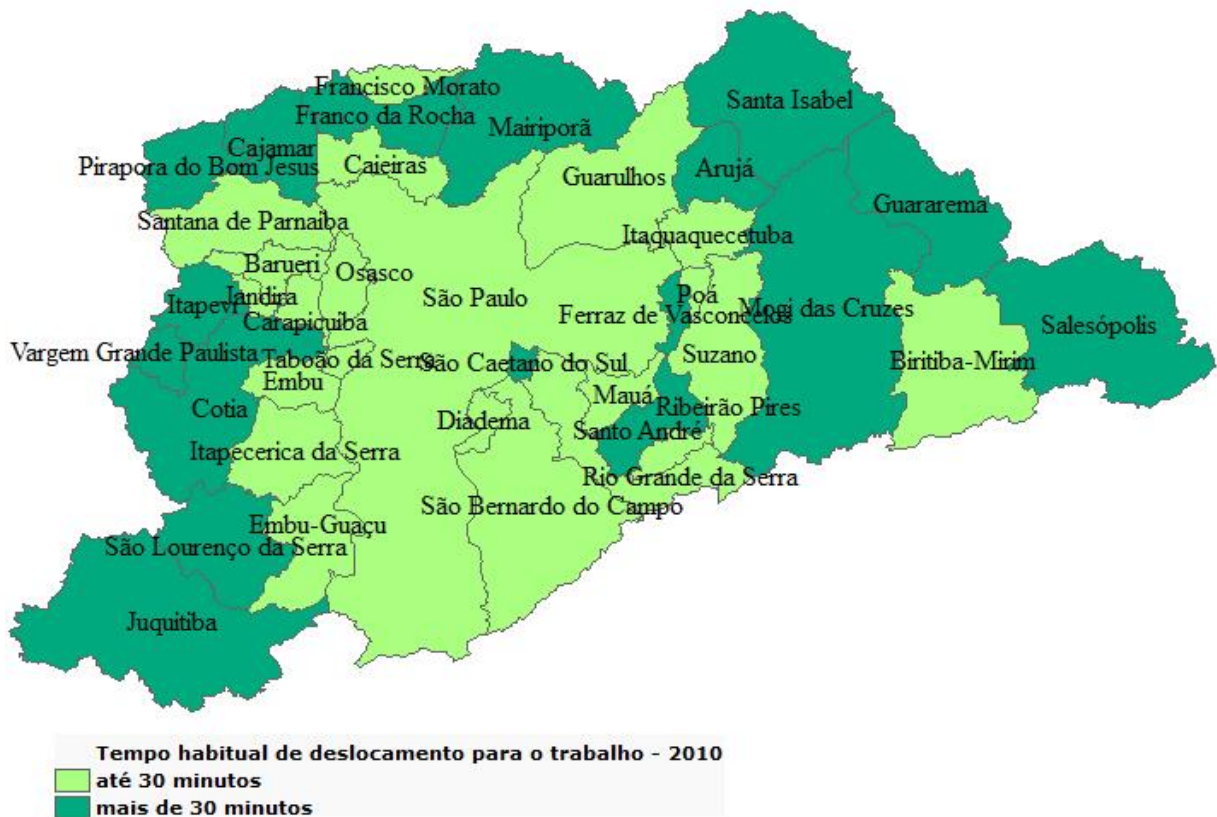 Francisco Morato
Franco da Rocha
Mairiporã
Santa Isabel
Cajamar
Pirapora do Bom Jesus
Caieiras
Guarulhos
Arujá
Guararema
Santana de Parnaiba
Itaquaquecetuba
Barueri
Osasco
Itapevi
Jandira
São Paulo
Poá
Ferraz de Vasconcelos
Mogi das Cruzes
Salesópolis
Carapicuiba
Vargem Grande Paulista
Taboão da Serra
São Caetano do Sul
Suzano
Biritiba-Mirim
Embu
Mauá
Cotia
Diadema
Ribeirão Pires
Santo André
Itapecerica da Serra
Rio Grande da Serra
São Bernardo do Campo
Embu-Guaçu
São Lourenço da Serra
Juquitiba
Tempo habitual de deslocamento para o trabalho - 2010
até 30 minutos
mais de 30 minutos